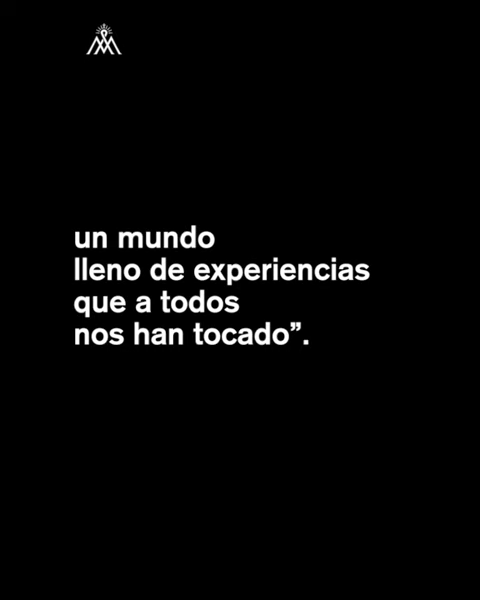 un mundo
lleno de experiencias
que a todos
nos han tocado”.